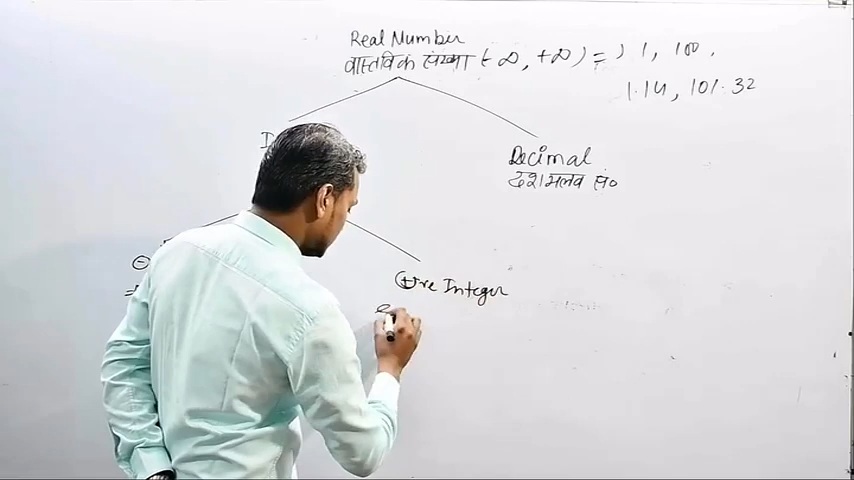 Real Number
वास्तविक संख्या (-∞, +∞) = ) 1, 100,
1.14, 101.32
Decimal
दशमलव सं०
⊖
⊕ve Integer